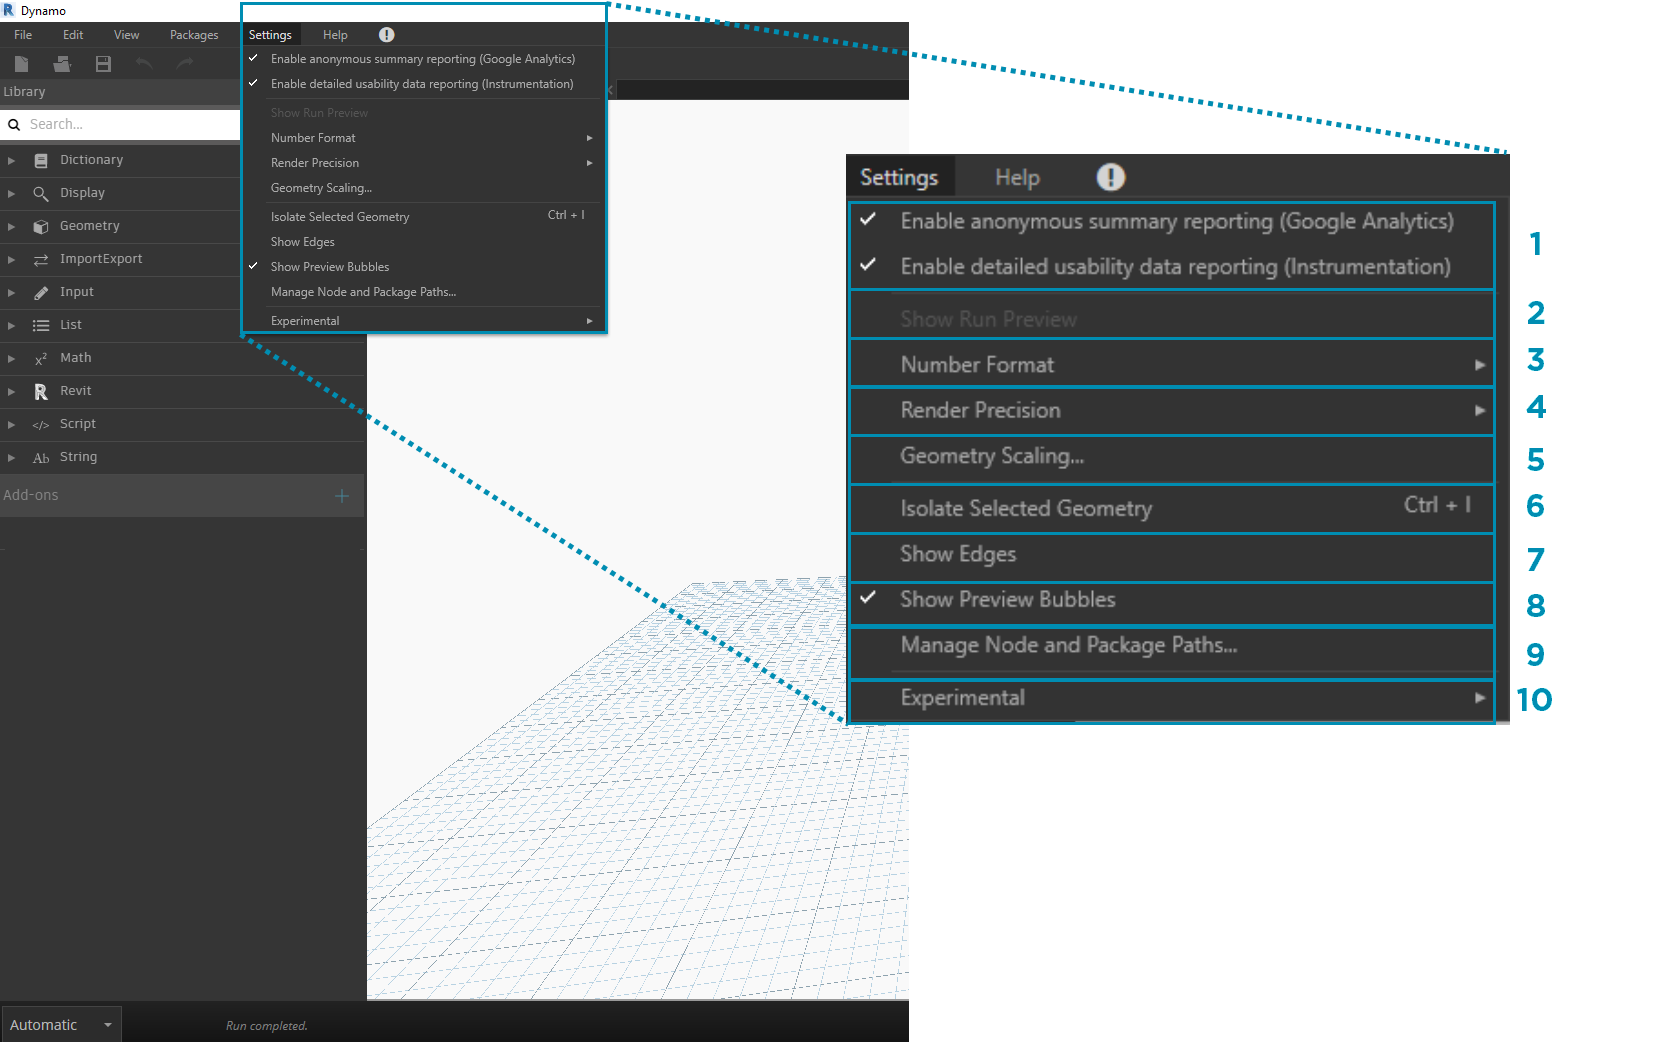 Dynamo
File Edit View Packages Settings Help
Enable anonymous summary reporting (Google Analytics)
Enable detailed usability data reporting (Instrumentation)
Show Run Preview
Number Format
Render Precision
Geometry Scaling...
Isolate Selected Geometry Ctrl + I
Show Edges
Show Preview Bubbles
Manage Node and Package Paths...
Experimental
Library
Search...
Dictionary
Display
Geometry
ImportExport
Input
List
Math
Revit
Script
String
Add-ons
Automatic
Run completed.
Settings Help
Enable anonymous summary reporting (Google Analytics)
Enable detailed usability data reporting (Instrumentation)
1
Show Run Preview 2
Number Format 3
Render Precision 4
Geometry Scaling... 5
Isolate Selected Geometry Ctrl + I 6
Show Edges 7
Show Preview Bubbles 8
Manage Node and Package Paths... 9
Experimental 10